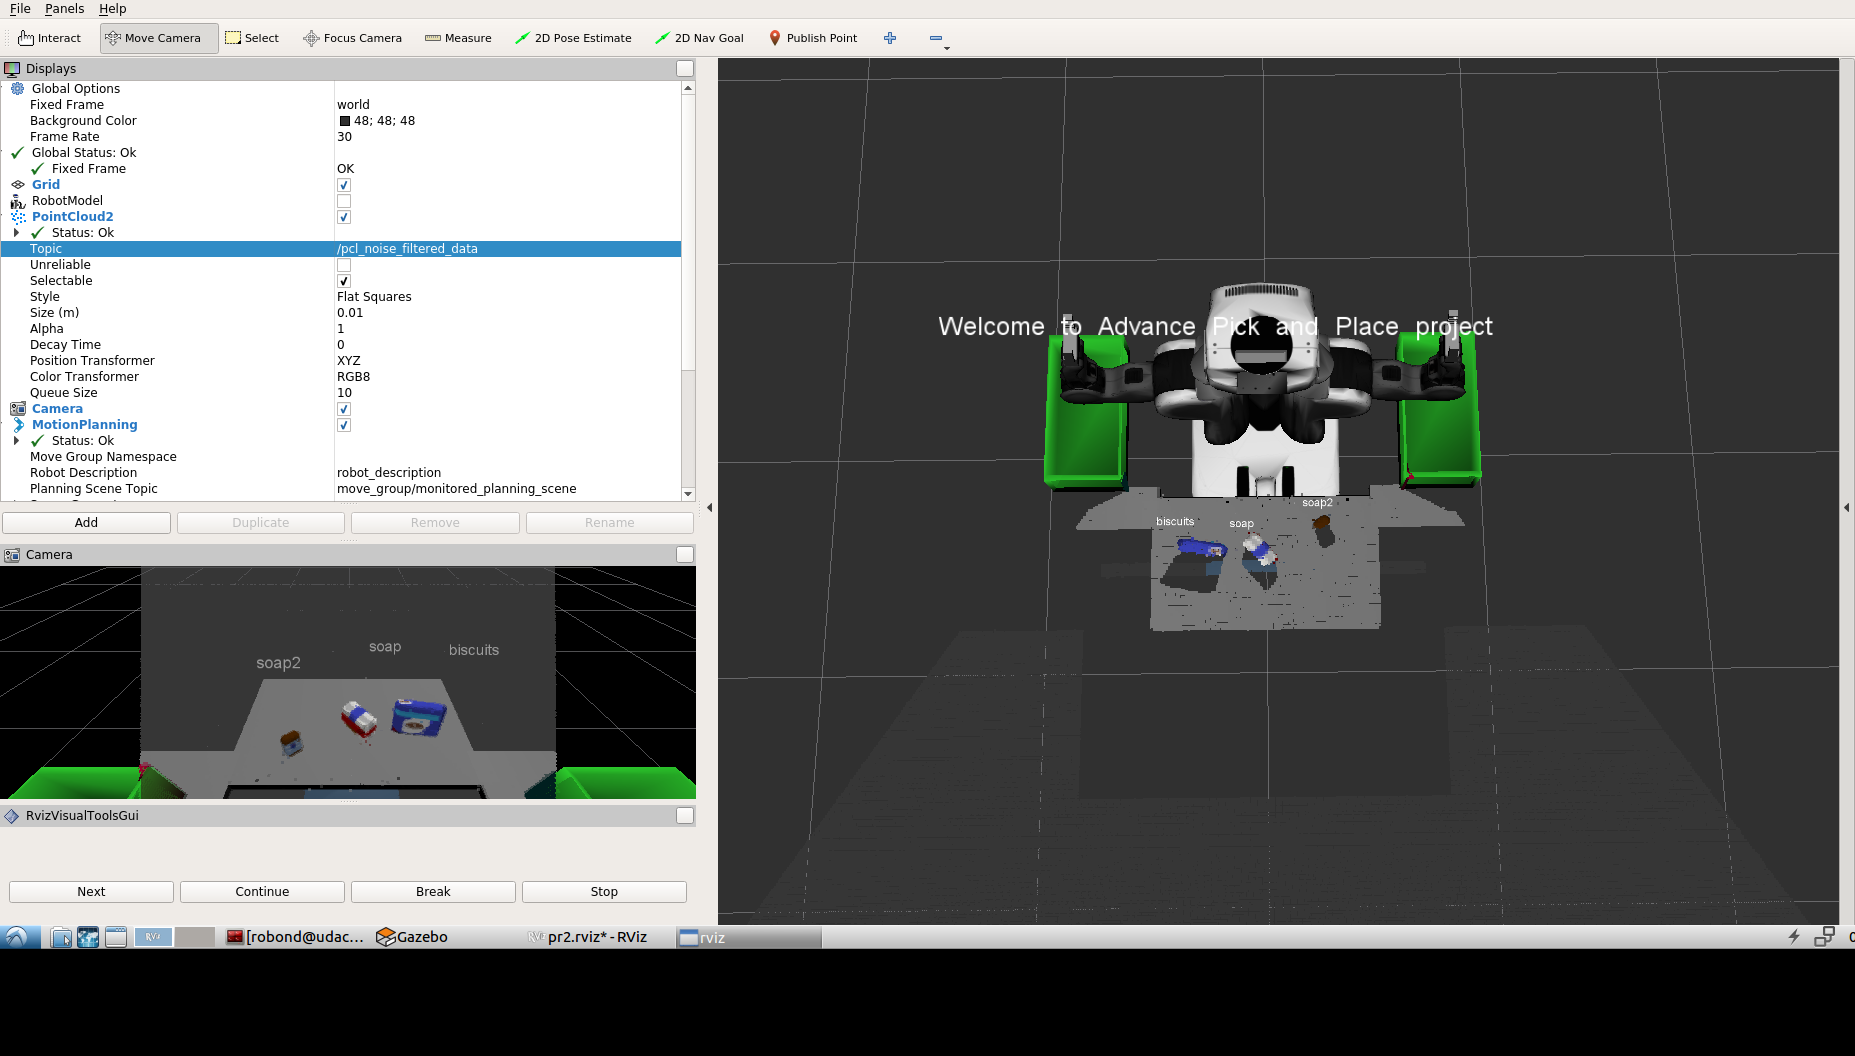 File Panels Help
Interact Move Camera Select Focus Camera Measure 2D Pose Estimate 2D Nav Goal Publish Point
Displays
Global Options
Fixed Frame world
Background Color 48; 48; 48
Frame Rate 30
Global Status: Ok
Fixed Frame OK
Grid
RobotModel
PointCloud2
Status: Ok
Topic /pcl_noise_filtered_data
Unreliable
Selectable
Style Flat Squares
Size (m) 0.01
Alpha 1
Decay Time 0
Position Transformer XYZ
Color Transformer RGB8
Queue Size 10
Camera
MotionPlanning
Status: Ok
Move Group Namespace
Robot Description robot_description
Planning Scene Topic move_group/monitored_planning_scene
Add Duplicate Remove Rename
Camera
soap2 soap biscuits
RvizVisualToolsGui
Next Continue Break Stop
Welcome to Advance Pick and Place project
biscuits soap soap2
RViz [robond@udac... Gazebo pr2.rviz* - RViz rviz